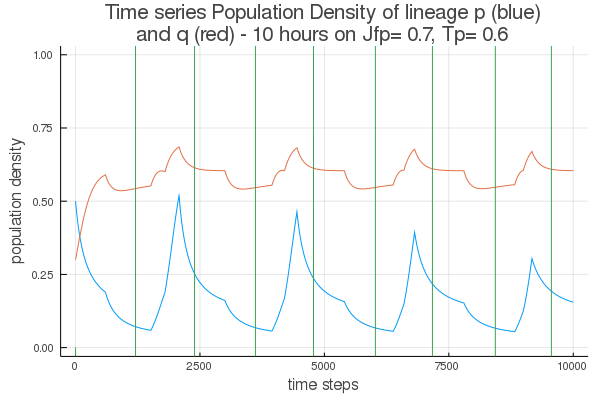 Time series Population Density of lineage p (blue)
and q (red) - 10 hours on Jfp= 0.7, Tp= 0.6
1.00
0.75
0.50
0.25
0.00
population density
0
2500
5000
7500
10000
time steps